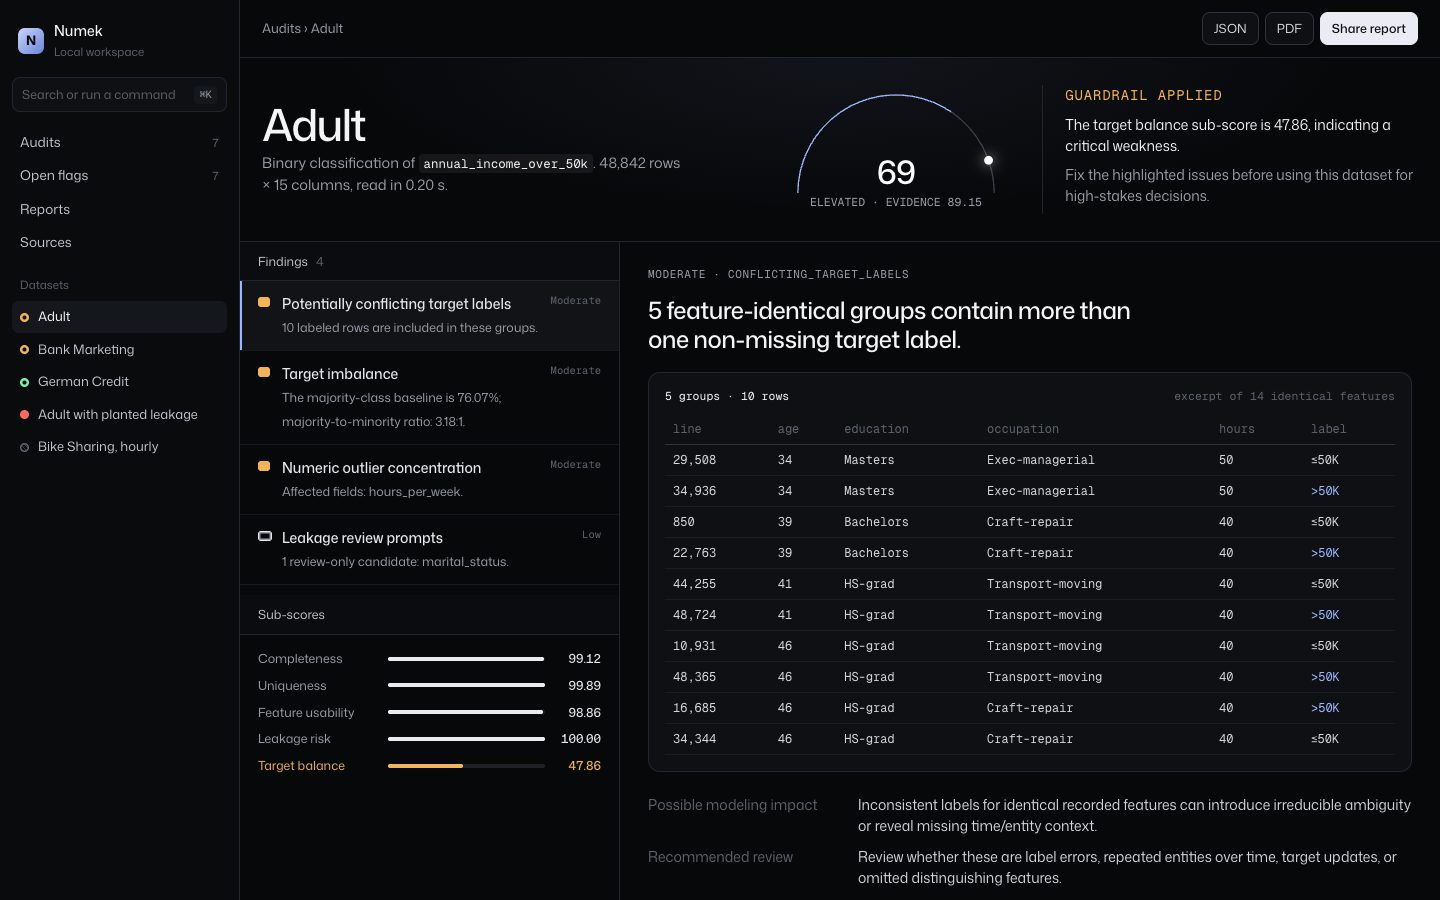 N
Numek
Local workspace
Search or run a command ⌘K
Audits 7
Open flags 7
Reports
Sources
Datasets
Adult
Bank Marketing
German Credit
Adult with planted leakage
Bike Sharing, hourly
Audits › Adult
JSON PDF Share report
Adult
Binary classification of annual_income_over_50k . 48,842 rows
× 15 columns, read in 0.20 s.
69
ELEVATED · EVIDENCE 89.15
GUARDRAIL APPLIED
The target balance sub-score is 47.86, indicating a
critical weakness.
Fix the highlighted issues before using this dataset for
high-stakes decisions.
Findings 4
Potentially conflicting target labels Moderate
10 labeled rows are included in these groups.
Target imbalance Moderate
The majority-class baseline is 76.07%;
majority-to-minority ratio: 3.18:1.
Numeric outlier concentration Moderate
Affected fields: hours_per_week.
Leakage review prompts Low
1 review-only candidate: marital_status.
Sub-scores
Completeness 99.12
Uniqueness 99.89
Feature usability 98.86
Leakage risk 100.00
Target balance 47.86
MODERATE · CONFLICTING_TARGET_LABELS
5 feature-identical groups contain more than
one non-missing target label.
5 groups · 10 rows excerpt of 14 identical features
line age education occupation hours label
29,508 34 Masters Exec-managerial 50 ≤50K
34,936 34 Masters Exec-managerial 50 >50K
850 39 Bachelors Craft-repair 40 ≤50K
22,763 39 Bachelors Craft-repair 40 >50K
44,255 41 HS-grad Transport-moving 40 ≤50K
48,724 41 HS-grad Transport-moving 40 >50K
10,931 46 HS-grad Transport-moving 40 ≤50K
48,365 46 HS-grad Transport-moving 40 >50K
16,685 46 HS-grad Craft-repair 40 >50K
34,344 46 HS-grad Craft-repair 40 ≤50K
Possible modeling impact Inconsistent labels for identical recorded features can introduce irreducible ambiguity
or reveal missing time/entity context.
Recommended review Review whether these are label errors, repeated entities over time, target updates, or
omitted distinguishing features.